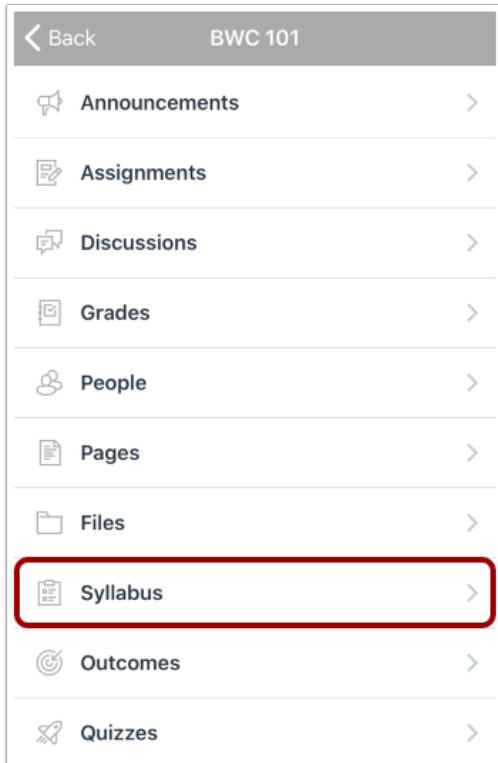 Back BWC 101
Announcements
Assignments
Discussions
Grades
People
Pages
Files
Syllabus
Outcomes
Quizzes